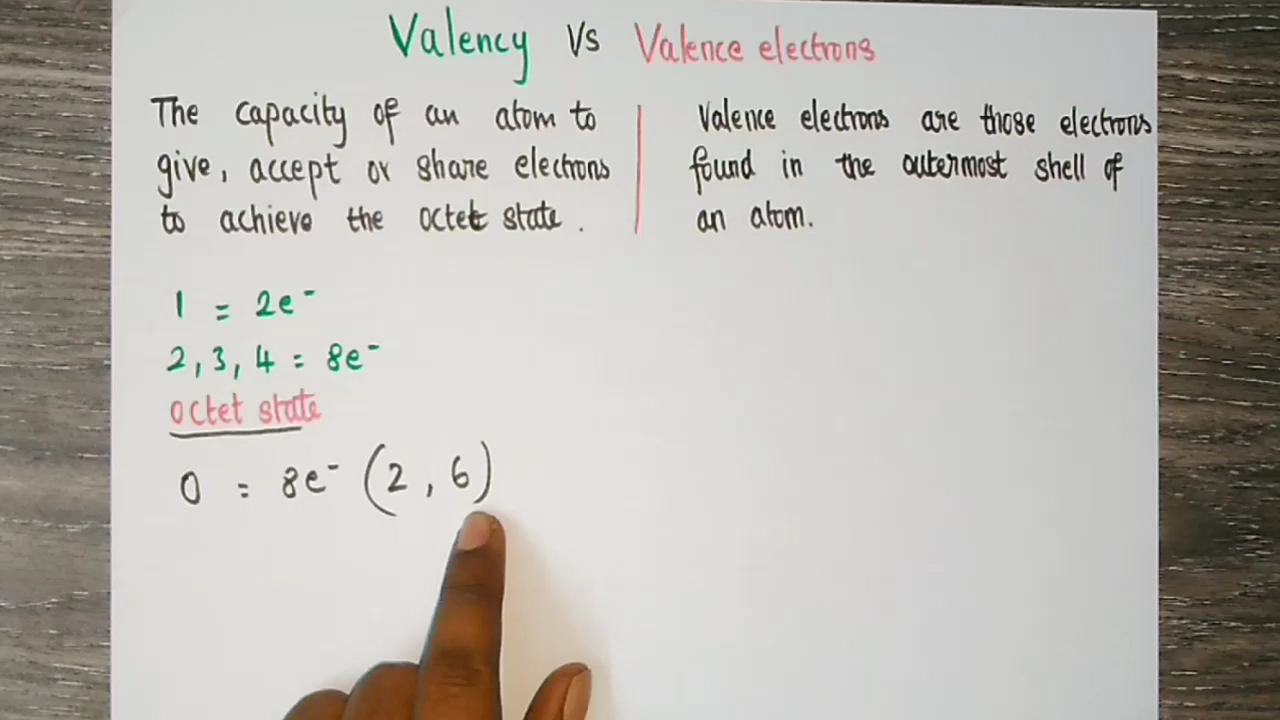 Valency Vs Valence electrons
The capacity of an atom to
give, accept or share electrons
to achieve the octet state.
Valence electrons are those electrons
found in the outermost shell of
an atom.
1 = 2e⁻
2, 3, 4 = 8e⁻
octet state
O = 8e⁻ (2, 6)